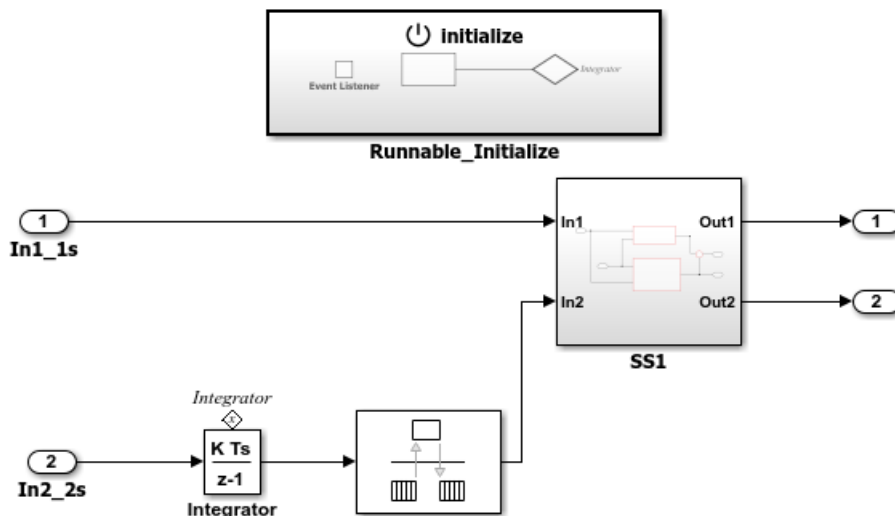 initialize
Event Listener
Integrator
Runnable_Initialize
1
In1_1s
In1
Out1
1
In2
Out2
2
SS1
Integrator
x
2
In2_2s
K Ts
z-1
Integrator